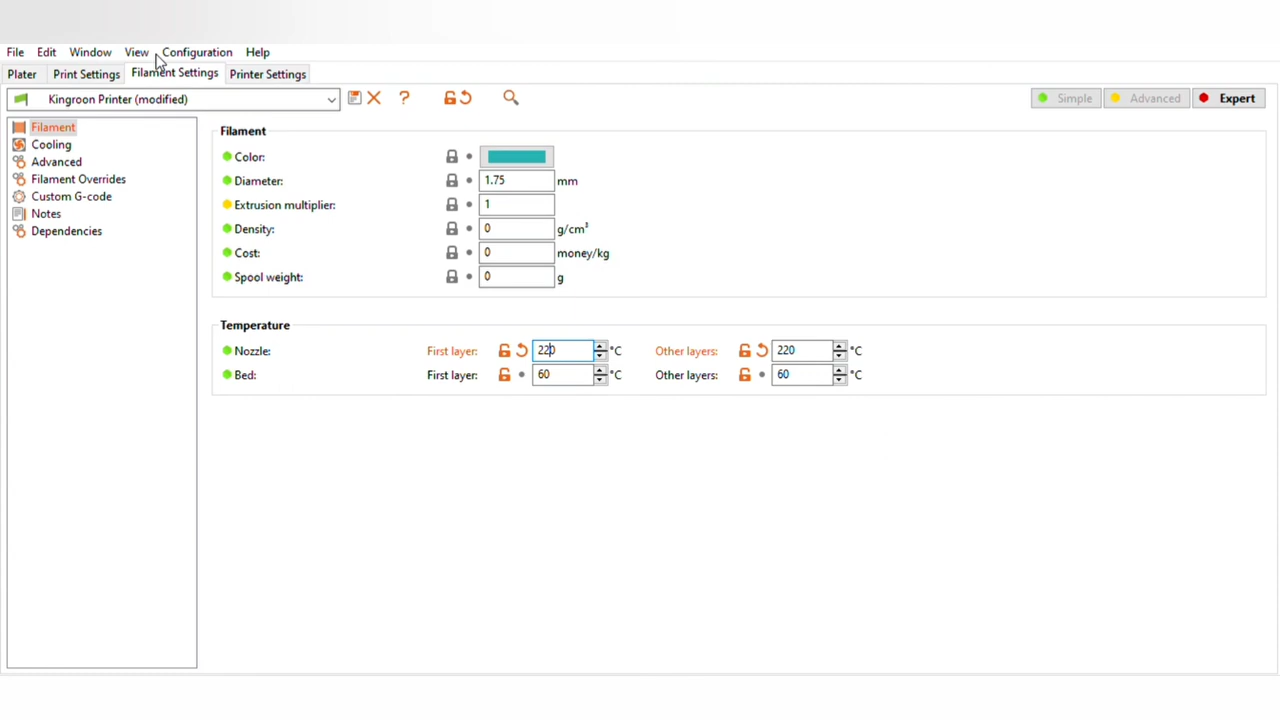 File Edit Window View Configuration Help
Plater Print Settings Filament Settings Printer Settings
Kingroon Printer (modified) ? Simple Advanced Expert
Filament
Cooling
Advanced
Filament Overrides
Custom G-code
Notes
Dependencies
Filament
Color:
Diameter: 1.75 mm
Extrusion multiplier: 1
Density: 0 g/cm³
Cost: 0 money/kg
Spool weight: 0 g
Temperature
Nozzle: First layer: 220 °C Other layers: 220 °C
Bed: First layer: 60 °C Other layers: 60 °C